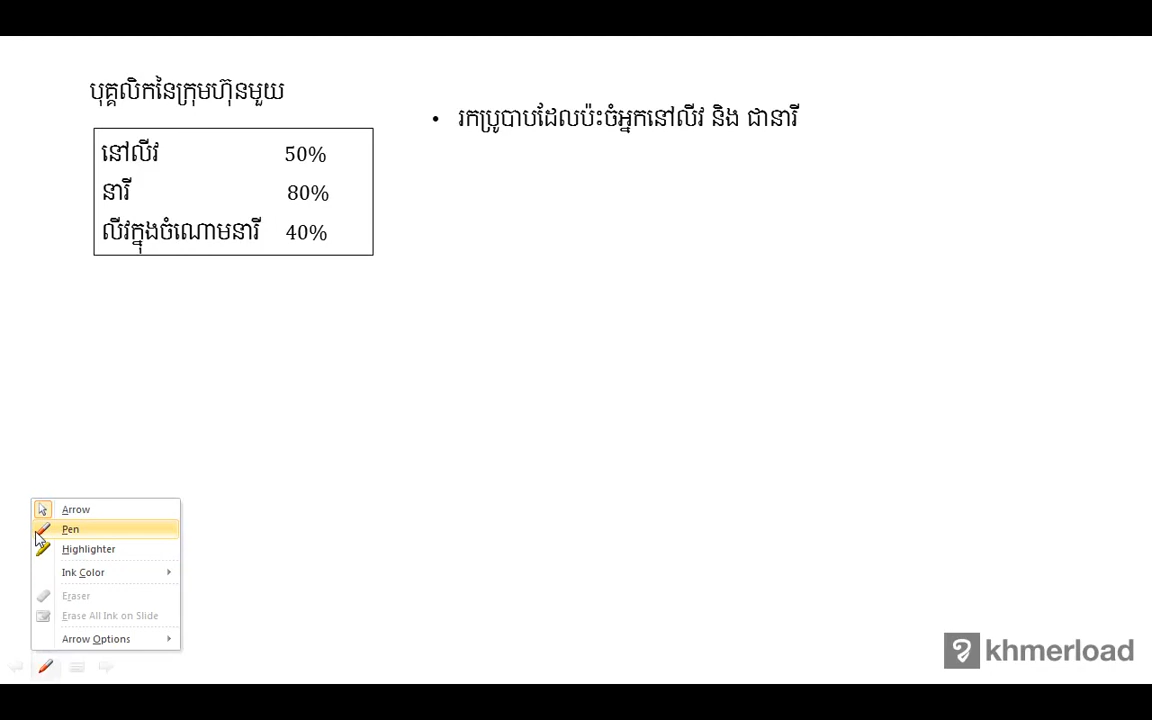 បុគ្គលិកនៃក្រុមហ៊ុនមួយ
• រកប្រូបាបដែលប៉ះចំអ្នកនៅលីវ និង ជានារី
នៅលីវ 50%
នារី 80%
លីវក្នុងចំណោមនារី 40%
Arrow
Pen
Highlighter
Ink Color
Eraser
Erase All Ink on Slide
Arrow Options
khmerload